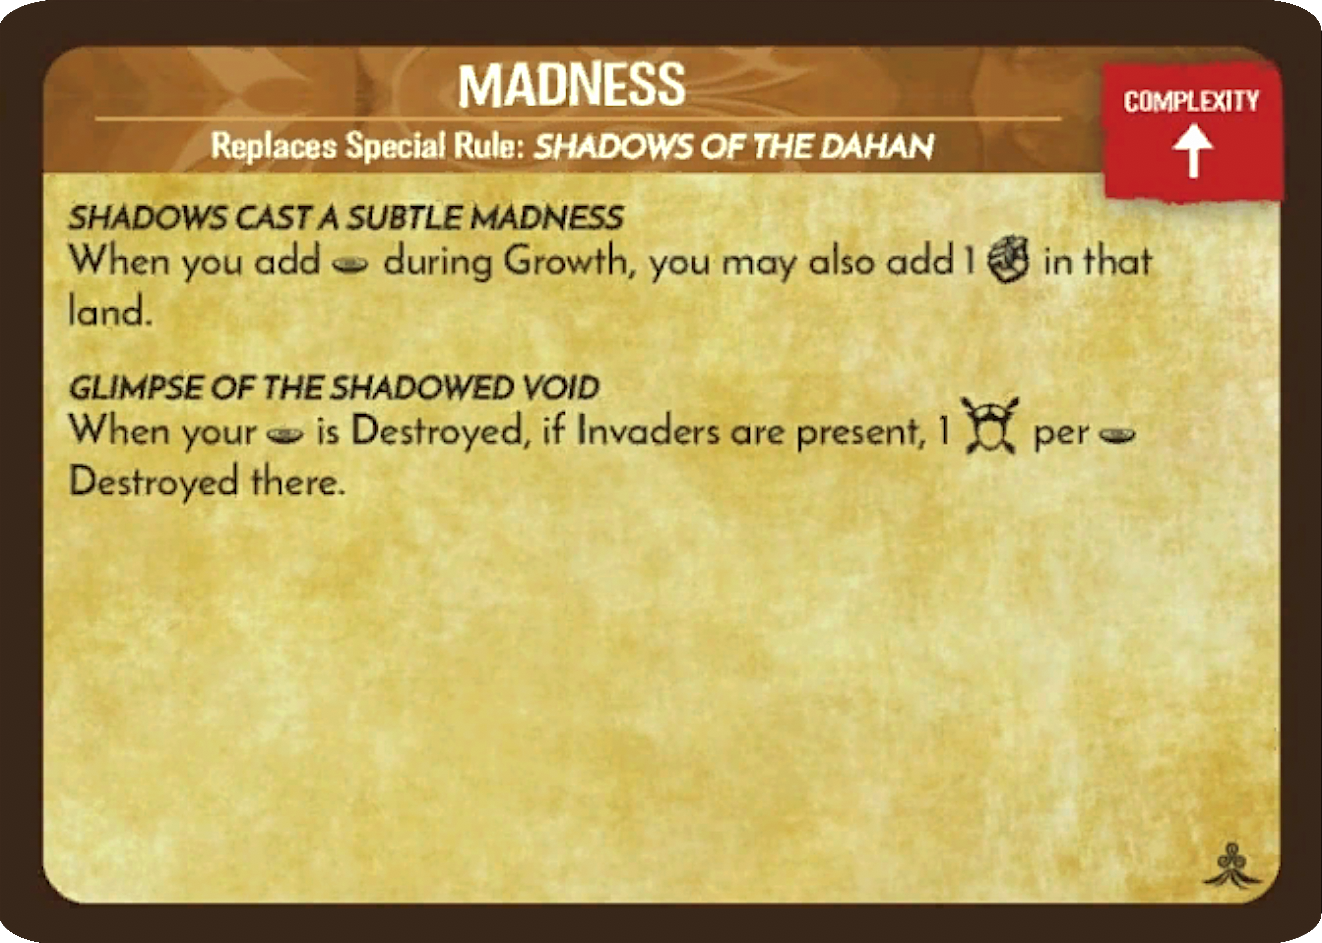 MADNESS
Replaces Special Rule: SHADOWS OF THE DAHAN
COMPLEXITY
SHADOWS CAST A SUBTLE MADNESS
When you add during Growth, you may also add 1 in that
land.
GLIMPSE OF THE SHADOWED VOID
When your is Destroyed, if Invaders are present, 1 per
Destroyed there.